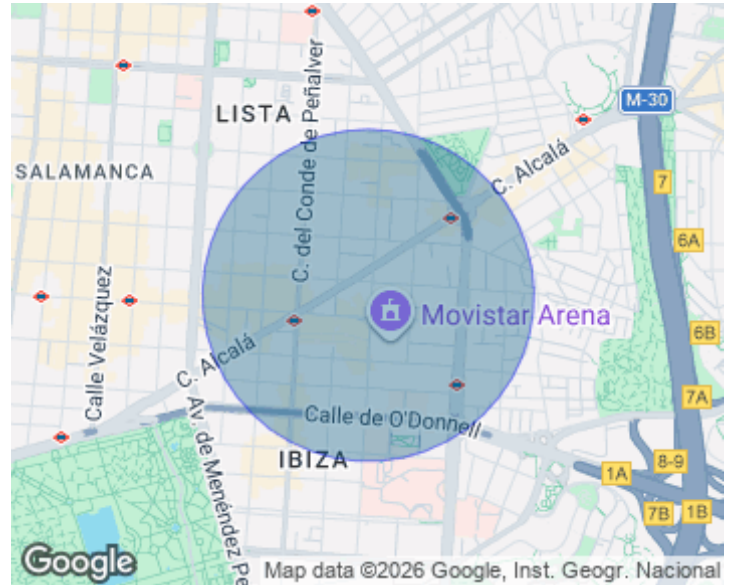 M-30
LISTA
C. del Conde de Peñalver
SALAMANCA
C. Alcalá
7
6A
Movistar Arena
Calle Velázquez
6B
C. Alcalá
7A
Calle de O'Donnell
C. Av. de Menéndez Pe
IBIZA
8-9
1A
7B
1B
Google
Map data ©2026 Google, Inst. Geogr. Nacional